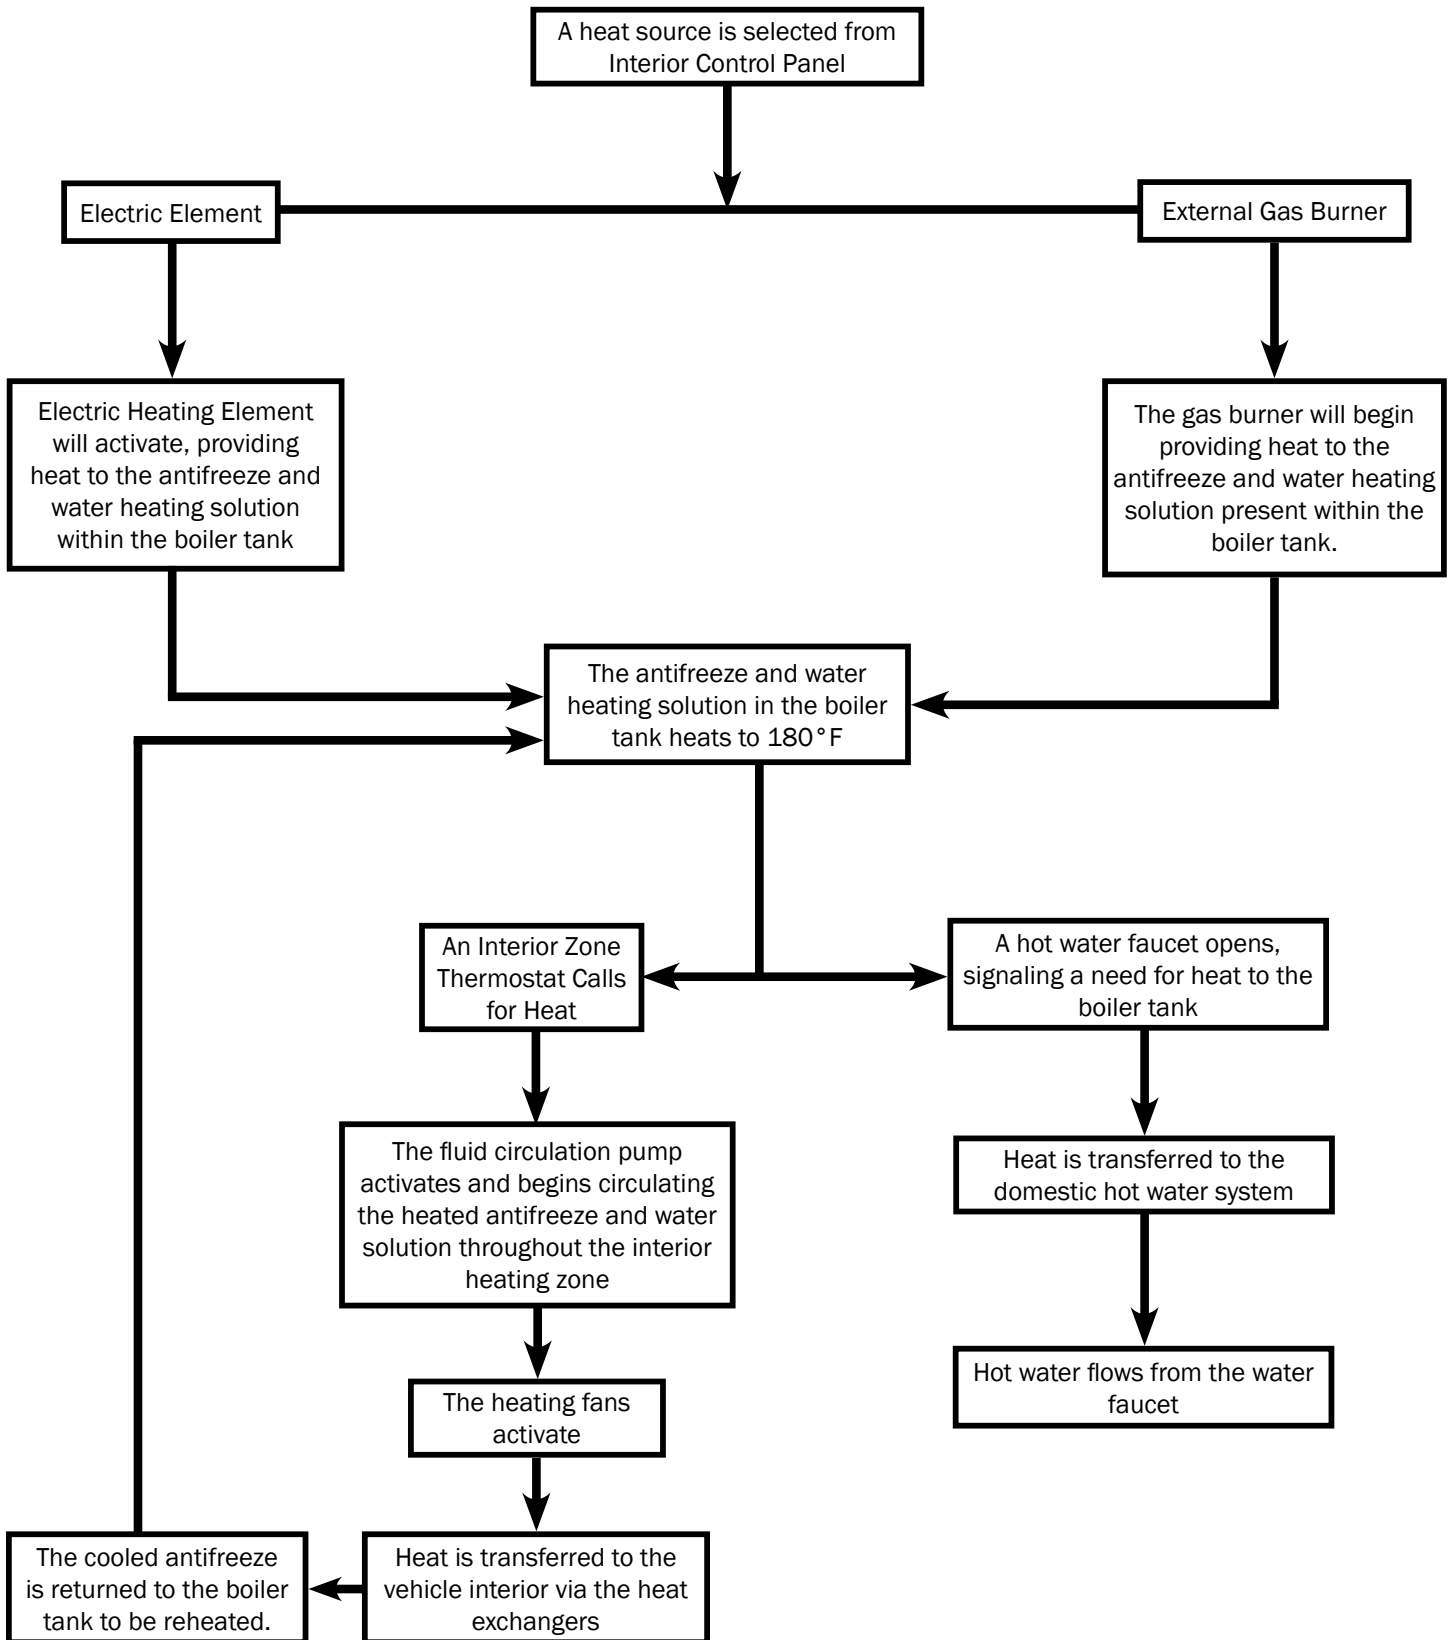 A heat source is selected from
Interior Control Panel
Electric Element
External Gas Burner
Electric Heating Element
will activate, providing
heat to the antifreeze and
water heating solution
within the boiler tank
The gas burner will begin
providing heat to the
antifreeze and water heating
solution present within the
boiler tank.
The antifreeze and water
heating solution in the boiler
tank heats to 180°F
An Interior Zone
Thermostat Calls
for Heat
A hot water faucet opens,
signaling a need for heat to the
boiler tank
The fluid circulation pump
activates and begins circulating
the heated antifreeze and water
solution throughout the interior
heating zone
Heat is transferred to the
domestic hot water system
The heating fans
activate
Hot water flows from the water
faucet
The cooled antifreeze
is returned to the boiler
tank to be reheated.
Heat is transferred to the
vehicle interior via the heat
exchangers